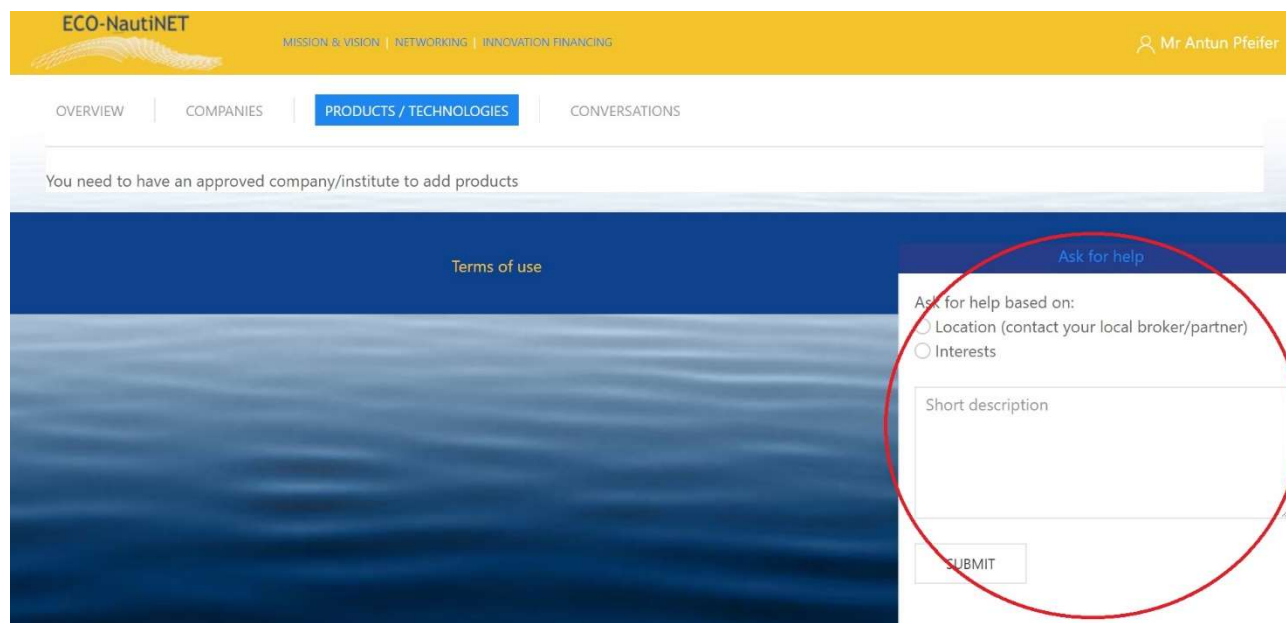 ECO-NautiNET
MISSION & VISION | NETWORKING | INNOVATION FINANCING
Mr Antun Pfeifer
OVERVIEW
COMPANIES
PRODUCTS / TECHNOLOGIES
CONVERSATIONS
You need to have an approved company/institute to add products
Terms of use
Ask for help
Ask for help based on:
Location (contact your local broker/partner)
Interests
Short description
SUBMIT